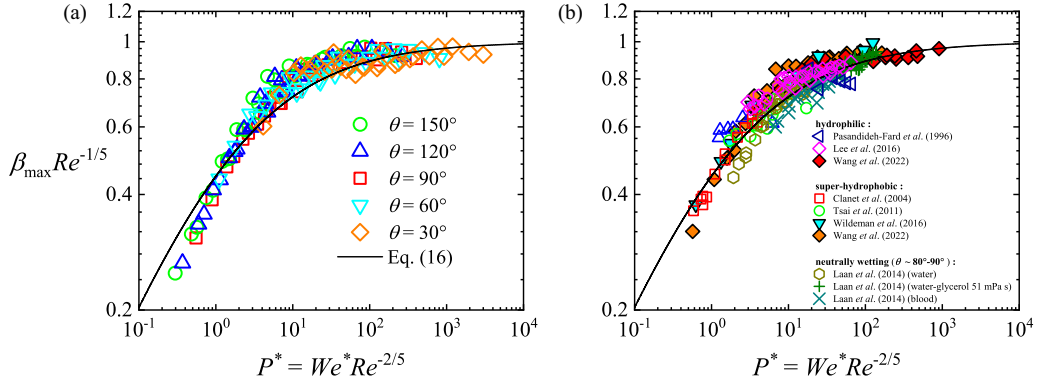 (a)
1.2
1
0.8
0.6
0.4
0.2
β_max Re^{-1/5}
θ = 150°
θ = 120°
θ = 90°
θ = 60°
θ = 30°
Eq. (16)
10^{-1} 10^0 10^1 10^2 10^3 10^4
P* = We* Re^{-2/5}
(b)
1.2
1
0.8
0.6
0.4
0.2
hydrophilic :
Pasandideh-Fard et al. (1996)
Lee et al. (2016)
Wang et al. (2022)
super-hydrophobic :
Clanet et al. (2004)
Tsai et al. (2011)
Wildeman et al. (2016)
Wang et al. (2022)
neutrally wetting (θ ~ 80°-90°) :
Laan et al. (2014) (water)
Laan et al. (2014) (water-glycerol 51 mPa s)
Laan et al. (2014) (blood)
10^{-1} 10^0 10^1 10^2 10^3 10^4
P* = We* Re^{-2/5}